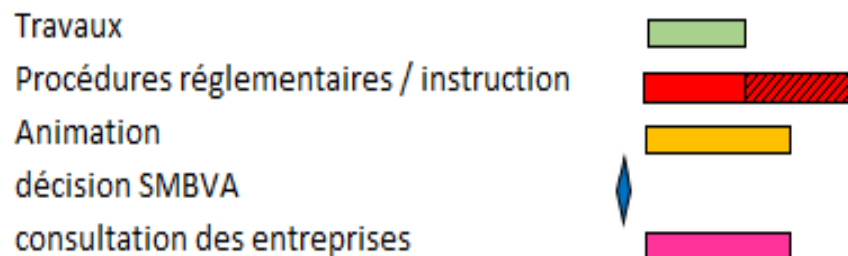 Travaux
Procédures réglementaires / instruction
Animation
décision SMBVA
consultation des entreprises